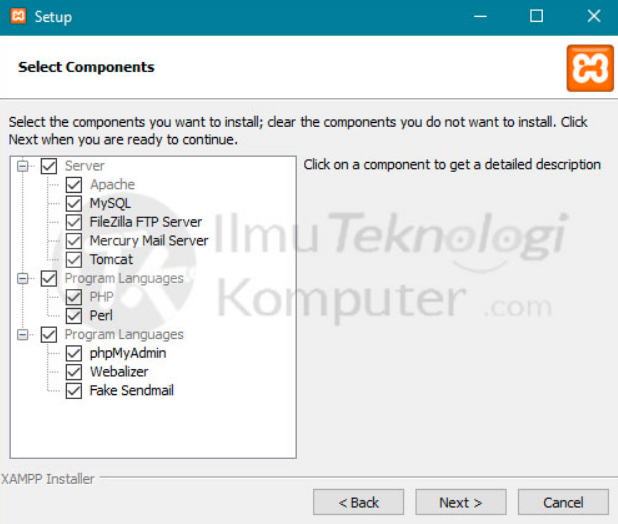 Setup
Select Components
Select the components you want to install; clear the components you do not want to install. Click
Next when you are ready to continue.
Server
Apache
MySQL
FileZilla FTP Server
Mercury Mail Server
Tomcat
Program Languages
PHP
Perl
Program Languages
phpMyAdmin
Webalizer
Fake Sendmail
Click on a component to get a detailed description
IlmuTeknologi
Komputer .com
XAMPP Installer
< Back
Next >
Cancel